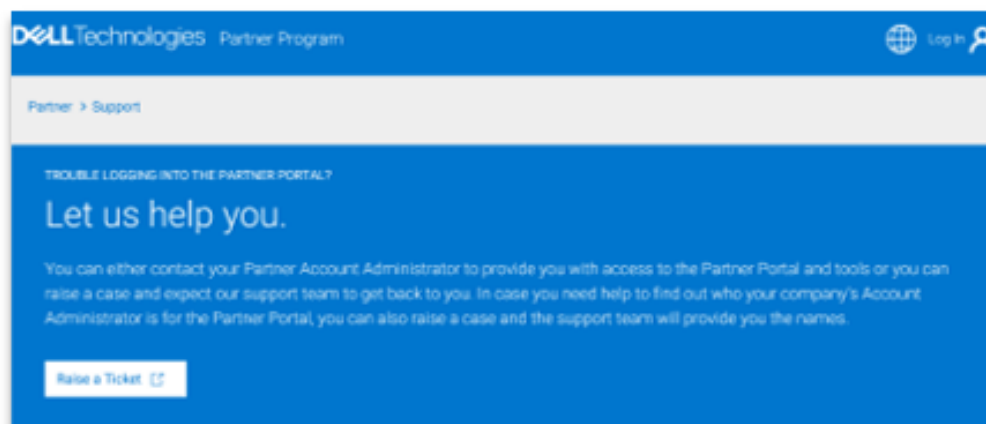 DELLTechnologies Partner Program
Log In
Partner > Support
TROUBLE LOGGING INTO THE PARTNER PORTAL?
Let us help you.
You can either contact your Partner Account Administrator to provide you with access to the Partner Portal and tools or you can
raise a case and expect our support team to get back to you. In case you need help to find out who your company's Account
Administrator is for the Partner Portal, you can also raise a case and the support team will provide you the names.
Raise a Ticket